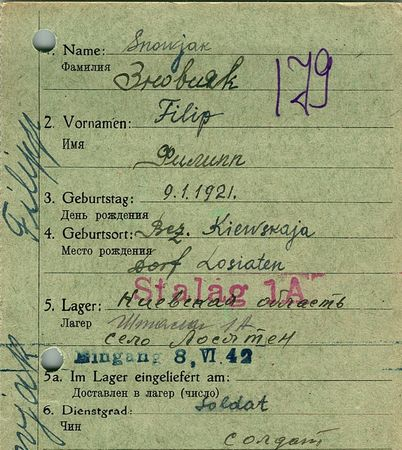 1. Name: Snowjak
Фамилия Зновияк
179
2. Vornamen: Filip
Имя
Филипп
3. Geburtstag: 9.1.1921.
День рождения
4. Geburtsort: Bez. Kiewskaja
Место рождения
Dorf Losiaten
Stalag 1A
5. Lager: Киевская область
Лагерь Шталаг 1A
село Лосятен
Eingang 8. VI. 42
5a. Im Lager eingeliefert am:
Доставлен в лагерь (число)
6. Dienstgrad: Soldat
Чин
солдат
Filipp